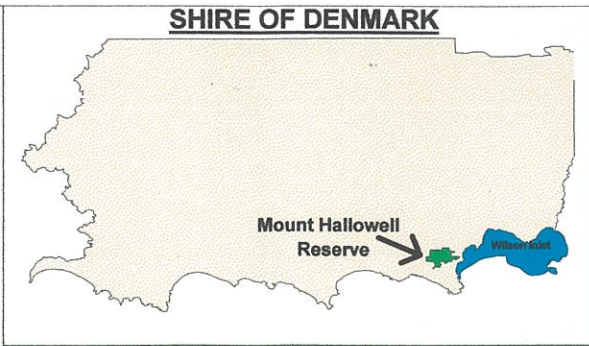 SHIRE OF DENMARK
Mount Hallowell
Reserve
Wilson Inlet